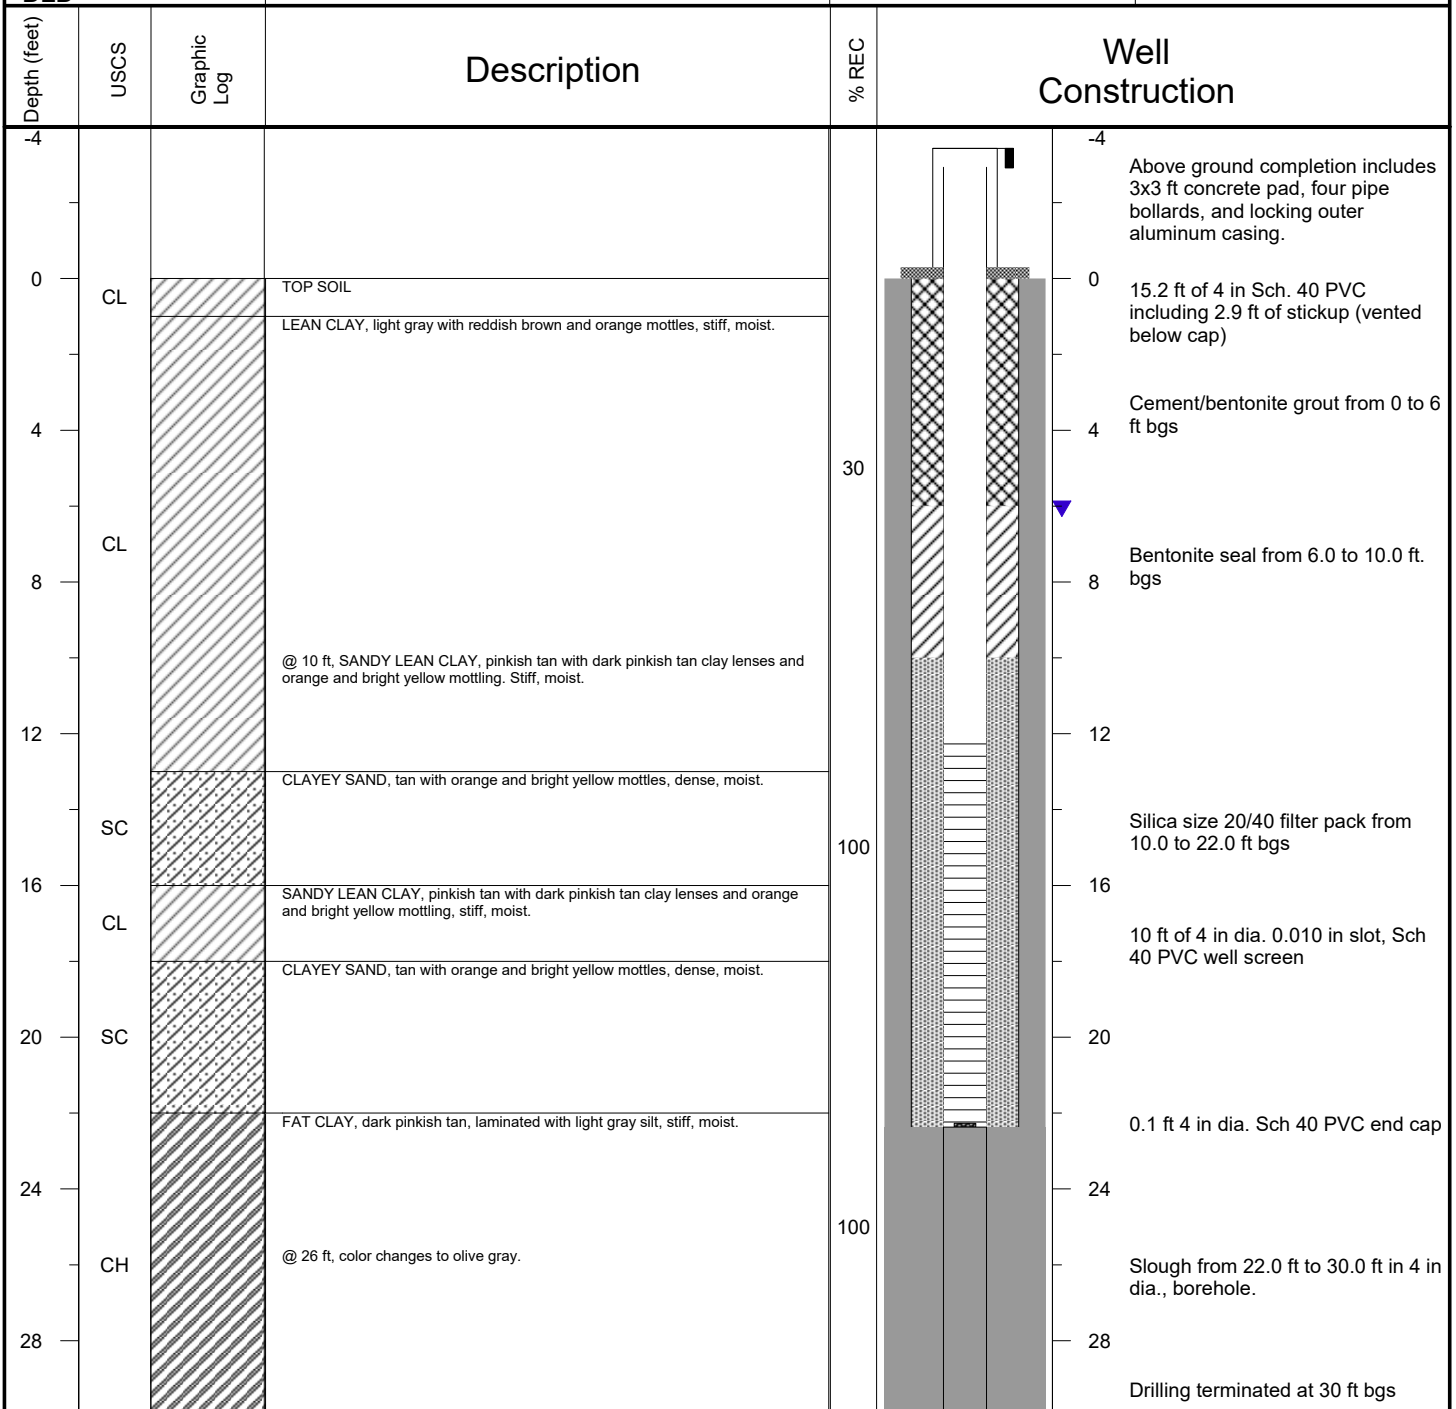 Depth (feet)
USCS
Graphic
Log
Description
% REC
Well
Construction
-4
-4
Above ground completion includes
3x3 ft concrete pad, four pipe
bollards, and locking outer
aluminum casing.
0
CL
TOP SOIL
0
15.2 ft of 4 in Sch. 40 PVC
including 2.9 ft of stickup (vented
below cap)
LEAN CLAY, light gray with reddish brown and orange mottles, stiff, moist.
Cement/bentonite grout from 0 to 6
ft bgs
4
4
30
CL
Bentonite seal from 6.0 to 10.0 ft.
bgs
8
8
@ 10 ft, SANDY LEAN CLAY, pinkish tan with dark pinkish tan clay lenses and
orange and bright yellow mottling. Stiff, moist.
12
12
CLAYEY SAND, tan with orange and bright yellow mottles, dense, moist.
SC
Silica size 20/40 filter pack from
10.0 to 22.0 ft bgs
100
16
16
SANDY LEAN CLAY, pinkish tan with dark pinkish tan clay lenses and orange
and bright yellow mottling, stiff, moist.
CL
10 ft of 4 in dia. 0.010 in slot, Sch
40 PVC well screen
CLAYEY SAND, tan with orange and bright yellow mottles, dense, moist.
20
SC
20
FAT CLAY, dark pinkish tan, laminated with light gray silt, stiff, moist.
0.1 ft 4 in dia. Sch 40 PVC end cap
24
24
100
@ 26 ft, color changes to olive gray.
CH
Slough from 22.0 ft to 30.0 ft in 4 in
dia., borehole.
28
28
Drilling terminated at 30 ft bgs